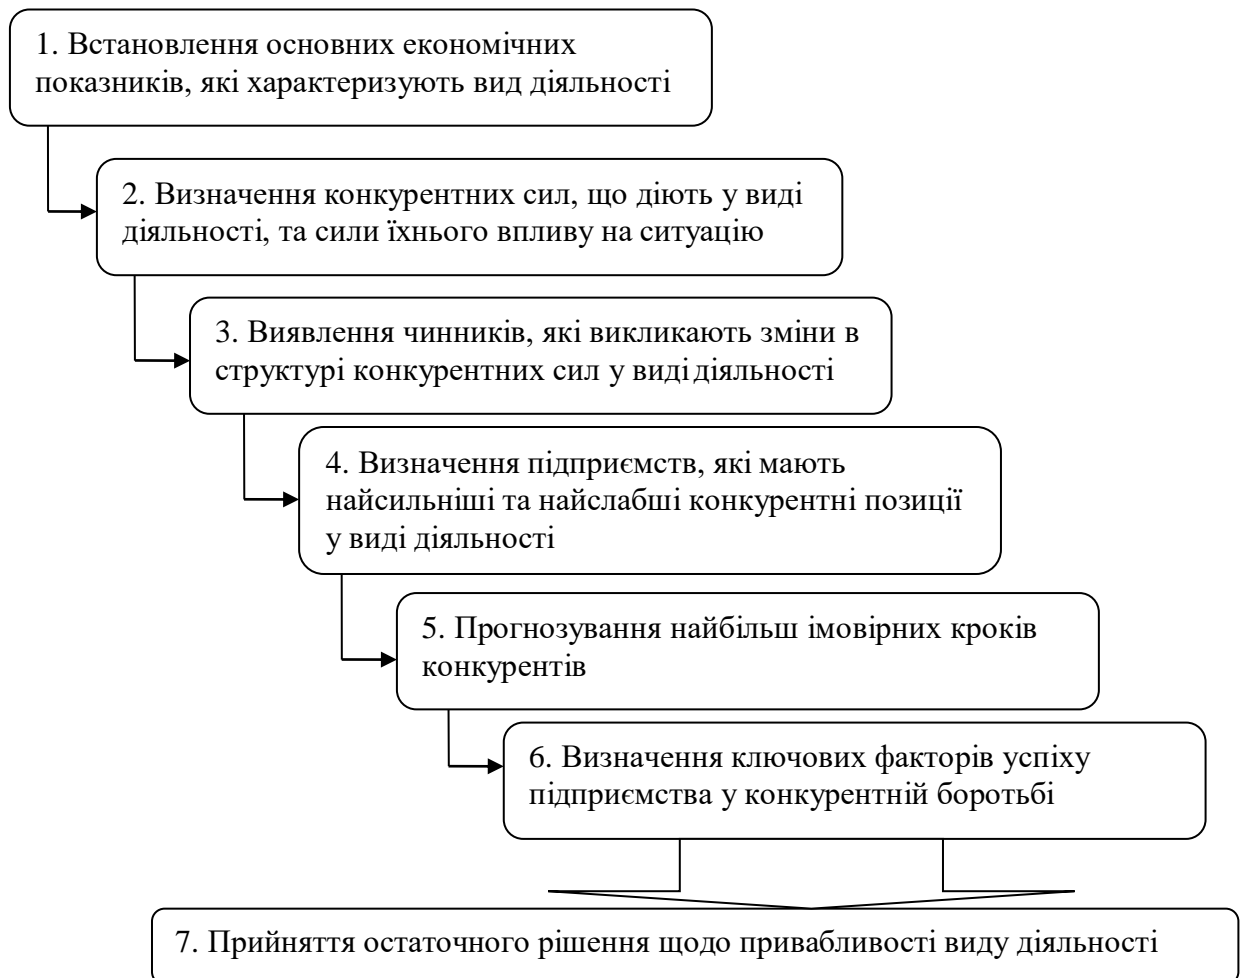 1. Встановлення основних економічних
показників, які характеризують вид діяльності
2. Визначення конкурентних сил, що діють у виді
діяльності, та сили їхнього впливу на ситуацію
3. Виявлення чинників, які викликають зміни в
структурі конкурентних сил у виді діяльності
4. Визначення підприємств, які мають
найсильніші та найслабші конкурентні позиції
у виді діяльності
5. Прогнозування найбільш імовірних кроків
конкурентів
6. Визначення ключових факторів успіху
підприємства у конкурентній боротьбі
7. Прийняття остаточного рішення щодо привабливості виду діяльності